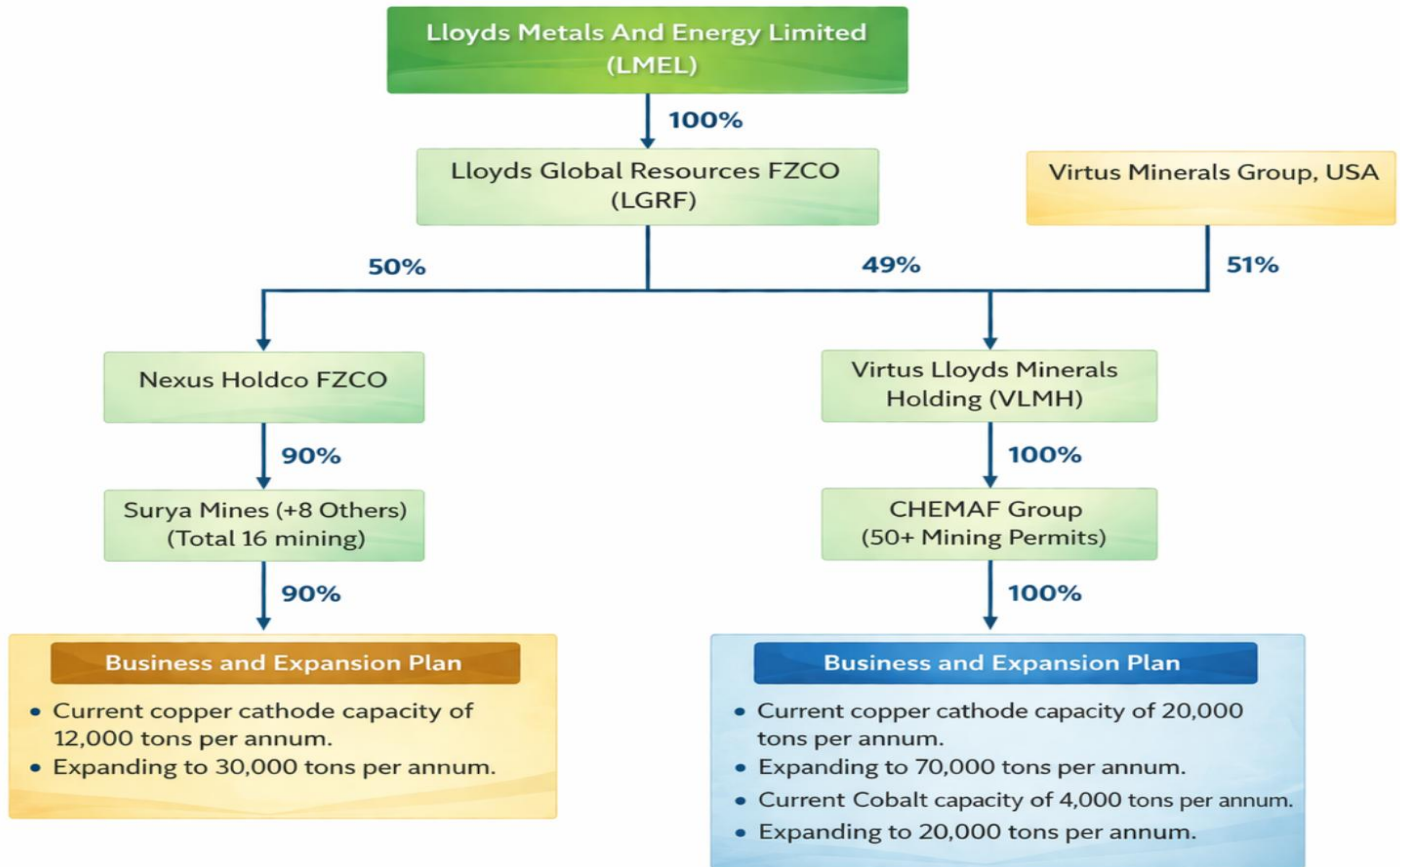 Lloyds Metals And Energy Limited
(LMEL)
100%
Lloyds Global Resources FZCO
(LGRF)
Virtus Minerals Group, USA
50%
49%
51%
Nexus Holdco FZCO
Virtus Lloyds Minerals
Holding (VLMH)
90%
100%
Surya Mines (+8 Others)
(Total 16 mining)
CHEMAF Group
(50+ Mining Permits)
90%
100%
Business and Expansion Plan
• Current copper cathode capacity of
12,000 tons per annum.
• Expanding to 30,000 tons per annum.
Business and Expansion Plan
• Current copper cathode capacity of 20,000
tons per annum.
• Expanding to 70,000 tons per annum.
• Current Cobalt capacity of 4,000 tons per annum.
• Expanding to 20,000 tons per annum.